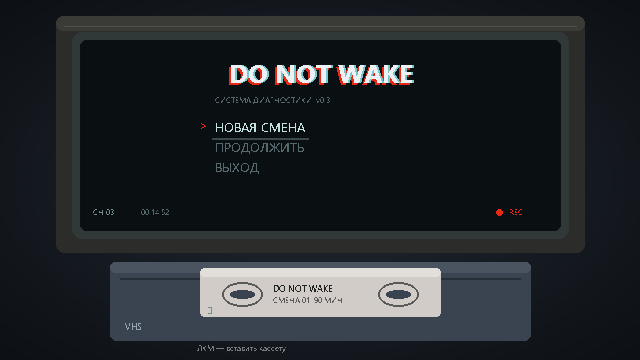 DO NOT WAKE
СИСТЕМА ДИАГНОСТИКИ v0.3
> НОВАЯ СМЕНА
ПРОДОЛЖИТЬ
ВЫХОД
CH 03 00:14:52 REC
DO NOT WAKE
СМЕНА 01 90 МИН
VHS
ЛКМ — вставить кассету